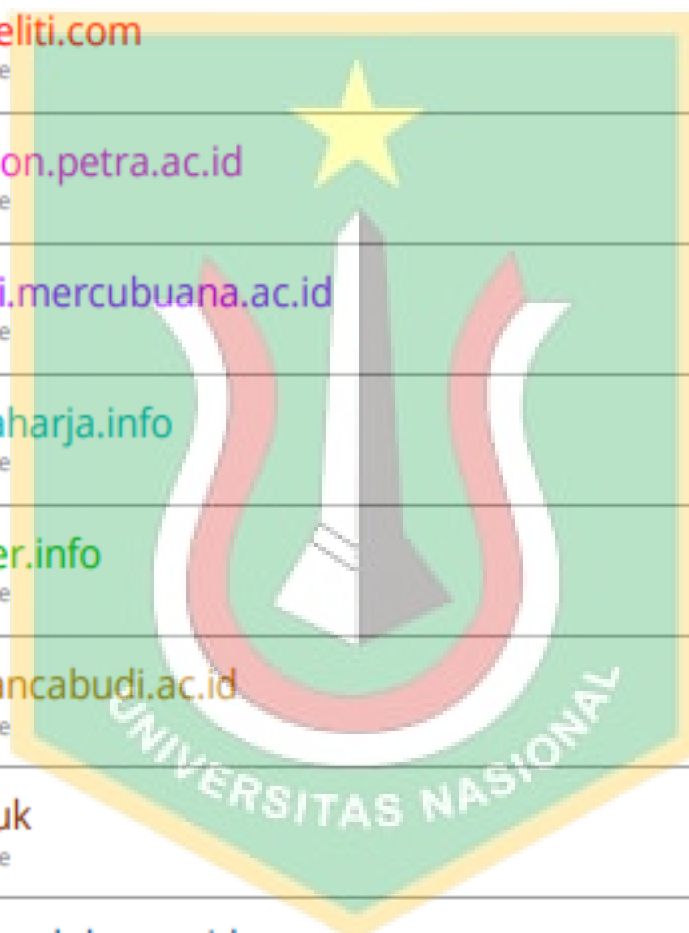 eliti.com
e
on.petra.ac.id
e
i.mercubuana.ac.id
e
aharja.info
e
er.info
e
ancabudi.ac.id
e
uk
e
UNIVERSITAS NASIONAL